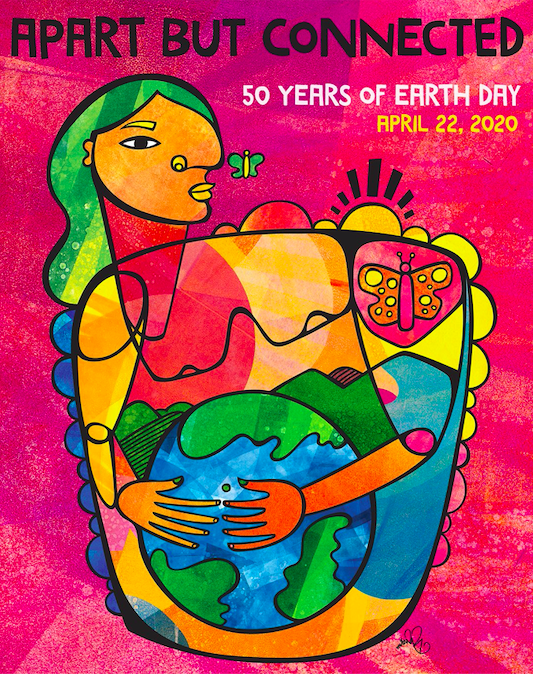 APART BUT CONNECTED
50 YEARS OF EARTH DAY
APRIL 22, 2020